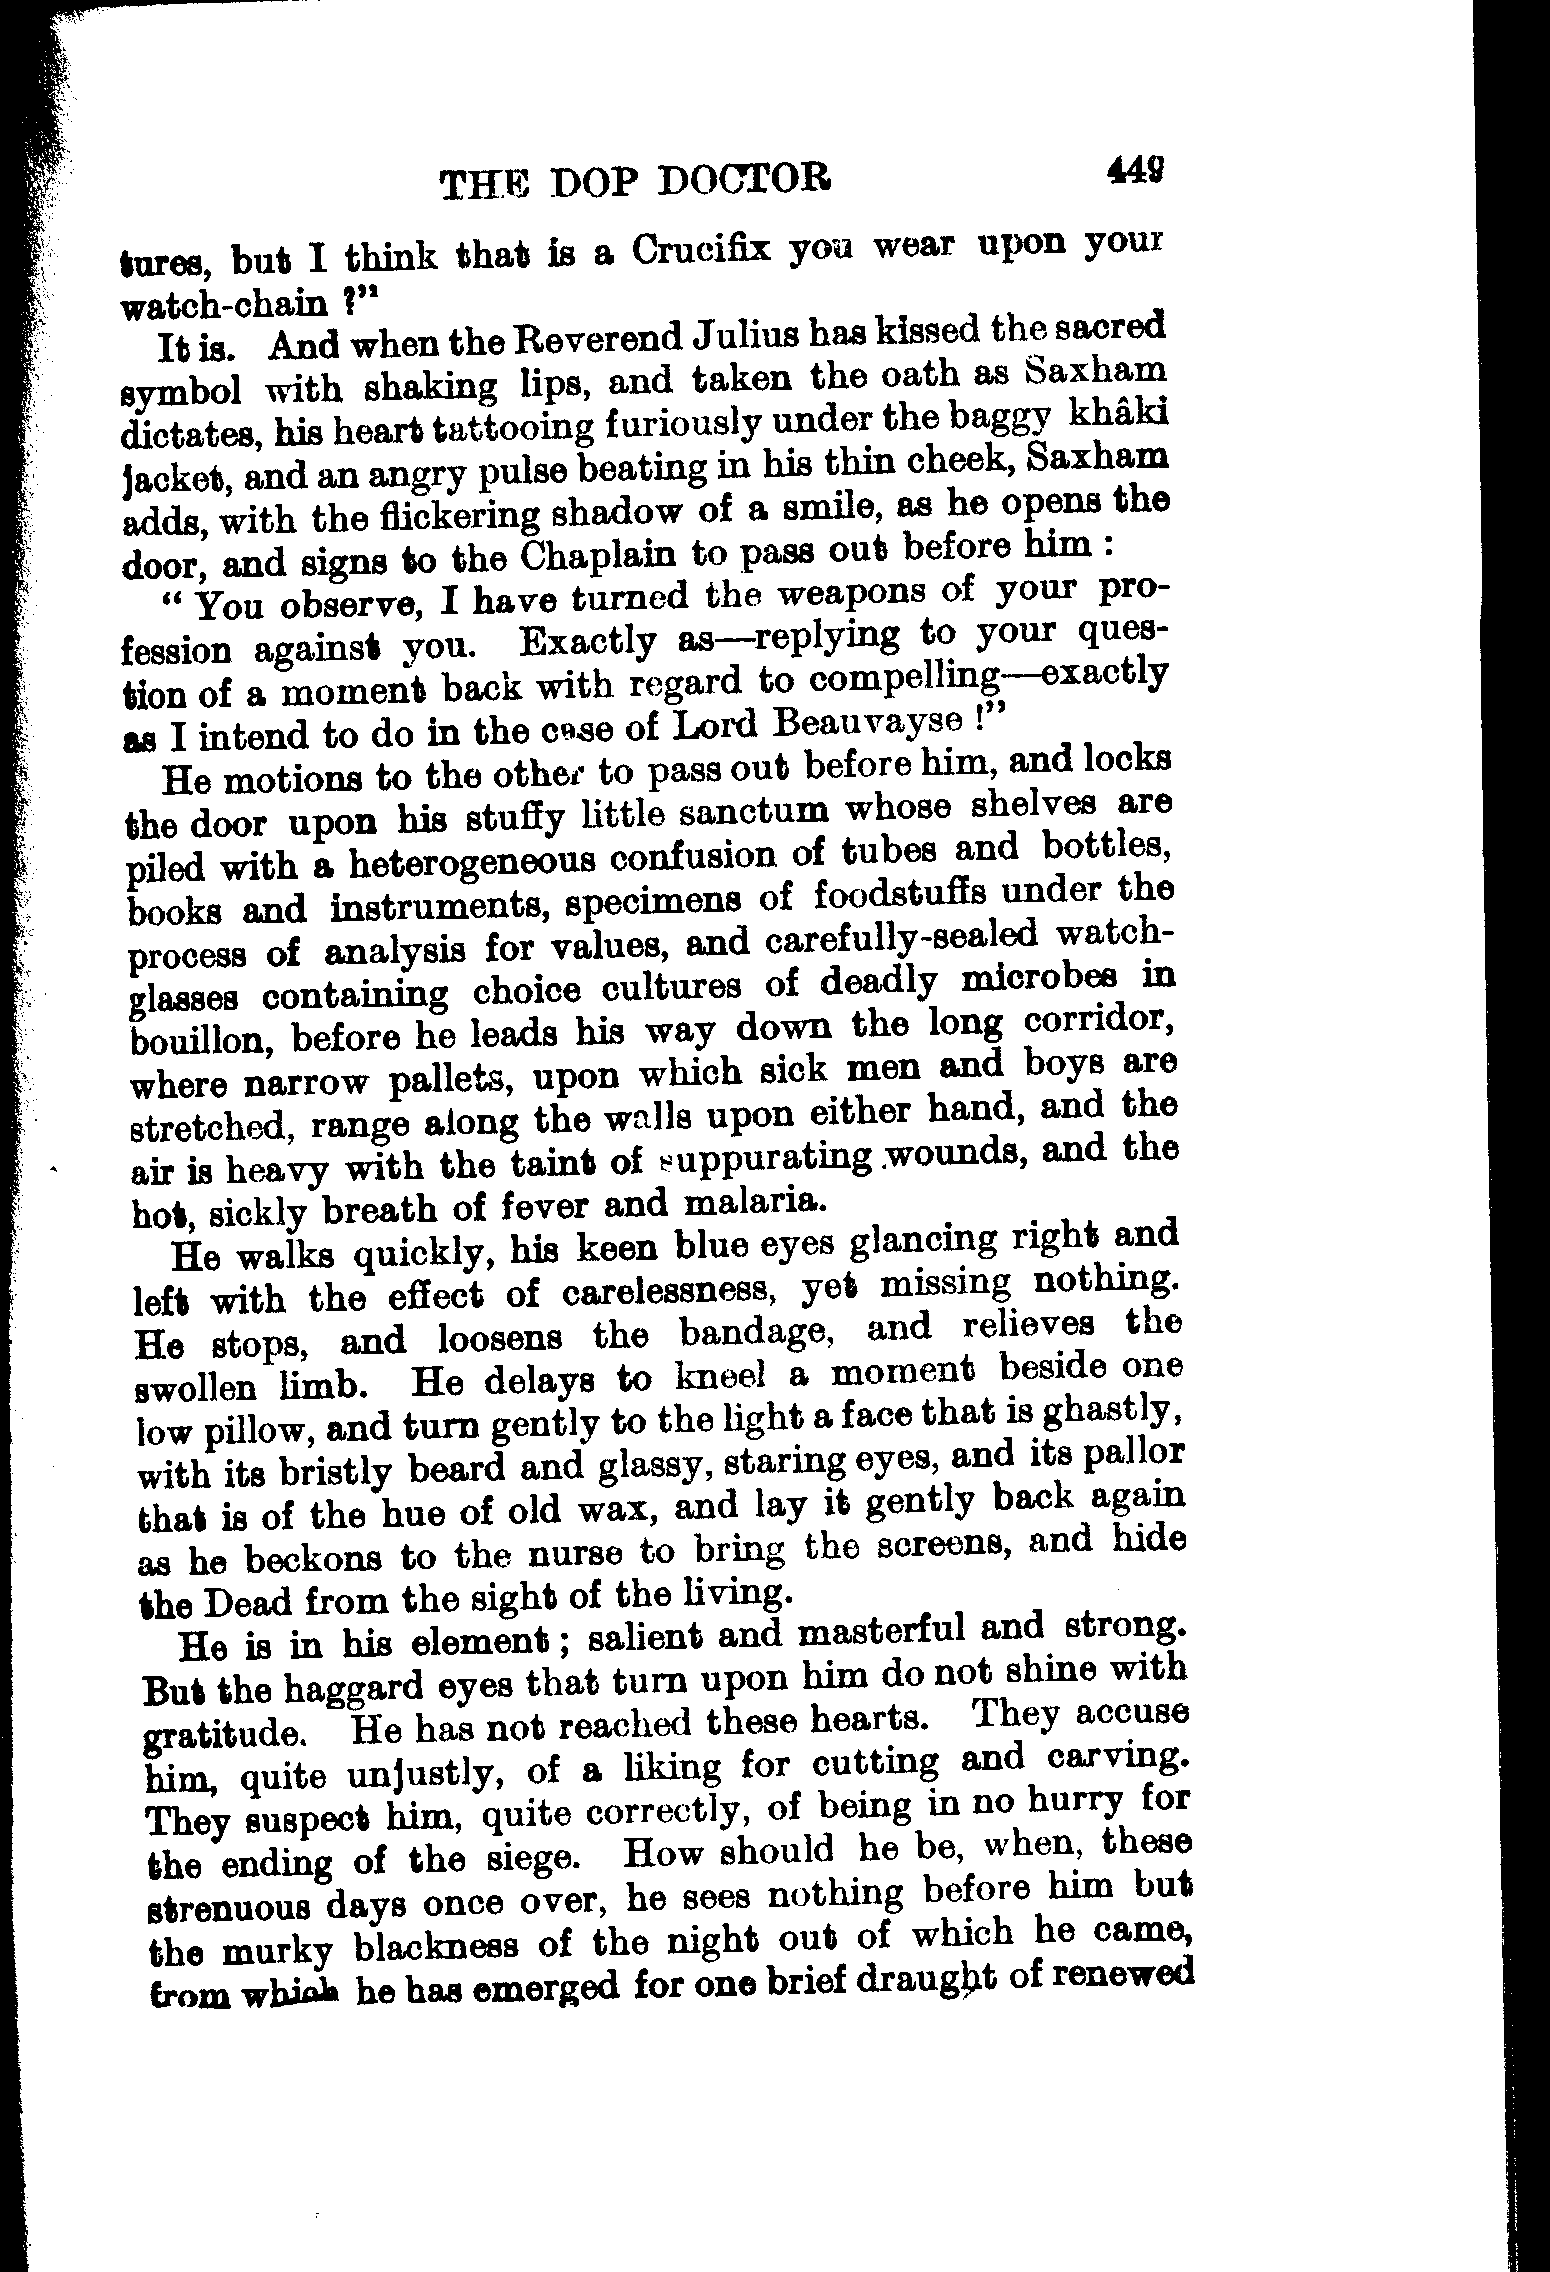 THE DOP DOCTOR 449
tures, but I think that is a Crucifix you wear upon your
watch-chain ?"
It is. And when the Reverend Julius has kissed the sacred
symbol with shaking lips, and taken the oath as Saxham
dictates, his heart tattooing furiously under the baggy khâki
jacket, and an angry pulse beating in his thin cheek, Saxham
adds, with the flickering shadow of a smile, as he opens the
door, and signs to the Chaplain to pass out before him :
" You observe, I have turned the weapons of your pro-
fession against you. Exactly as—replying to your ques-
tion of a moment back with regard to compelling—exactly
as I intend to do in the case of Lord Beauvayse !"
He motions to the other to pass out before him, and locks
the door upon his stuffy little sanctum whose shelves are
piled with a heterogeneous confusion of tubes and bottles,
books and instruments, specimens of foodstuffs under the
process of analysis for values, and carefully-sealed watch-
glasses containing choice cultures of deadly microbes in
bouillon, before he leads his way down the long corridor,
where narrow pallets, upon which sick men and boys are
stretched, range along the walls upon either hand, and the
air is heavy with the taint of suppurating wounds, and the
hot, sickly breath of fever and malaria.
He walks quickly, his keen blue eyes glancing right and
left with the effect of carelessness, yet missing nothing.
He stops, and loosens the bandage, and relieves the
swollen limb. He delays to kneel a moment beside one
low pillow, and turn gently to the light a face that is ghastly,
with its bristly beard and glassy, staring eyes, and its pallor
that is of the hue of old wax, and lay it gently back again
as he beckons to the nurse to bring the screens, and hide
the Dead from the sight of the living.
He is in his element ; salient and masterful and strong.
But the haggard eyes that turn upon him do not shine with
gratitude. He has not reached these hearts. They accuse
him, quite unjustly, of a liking for cutting and carving.
They suspect him, quite correctly, of being in no hurry for
the ending of the siege. How should he be, when, these
strenuous days once over, he sees nothing before him but
the murky blackness of the night out of which he came,
from which he has emerged for one brief draught of renewed